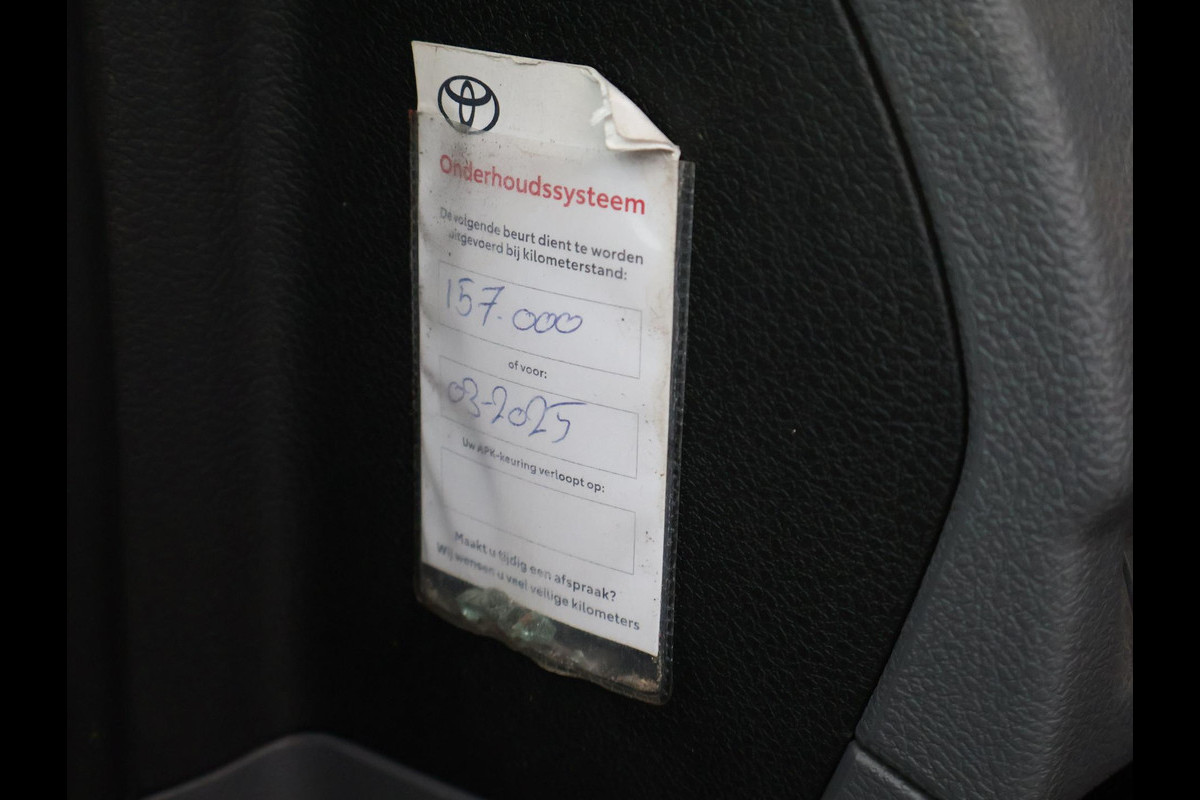 Onderhoudssysteem
De volgende beurt dient te worden
uitgevoerd bij kilometerstand:
157.000
of voor:
03-2025
Uw APK-keuring verloopt op:
Maakt u tijdig een afspraak?
Wij wensen u veel veilige kilometers